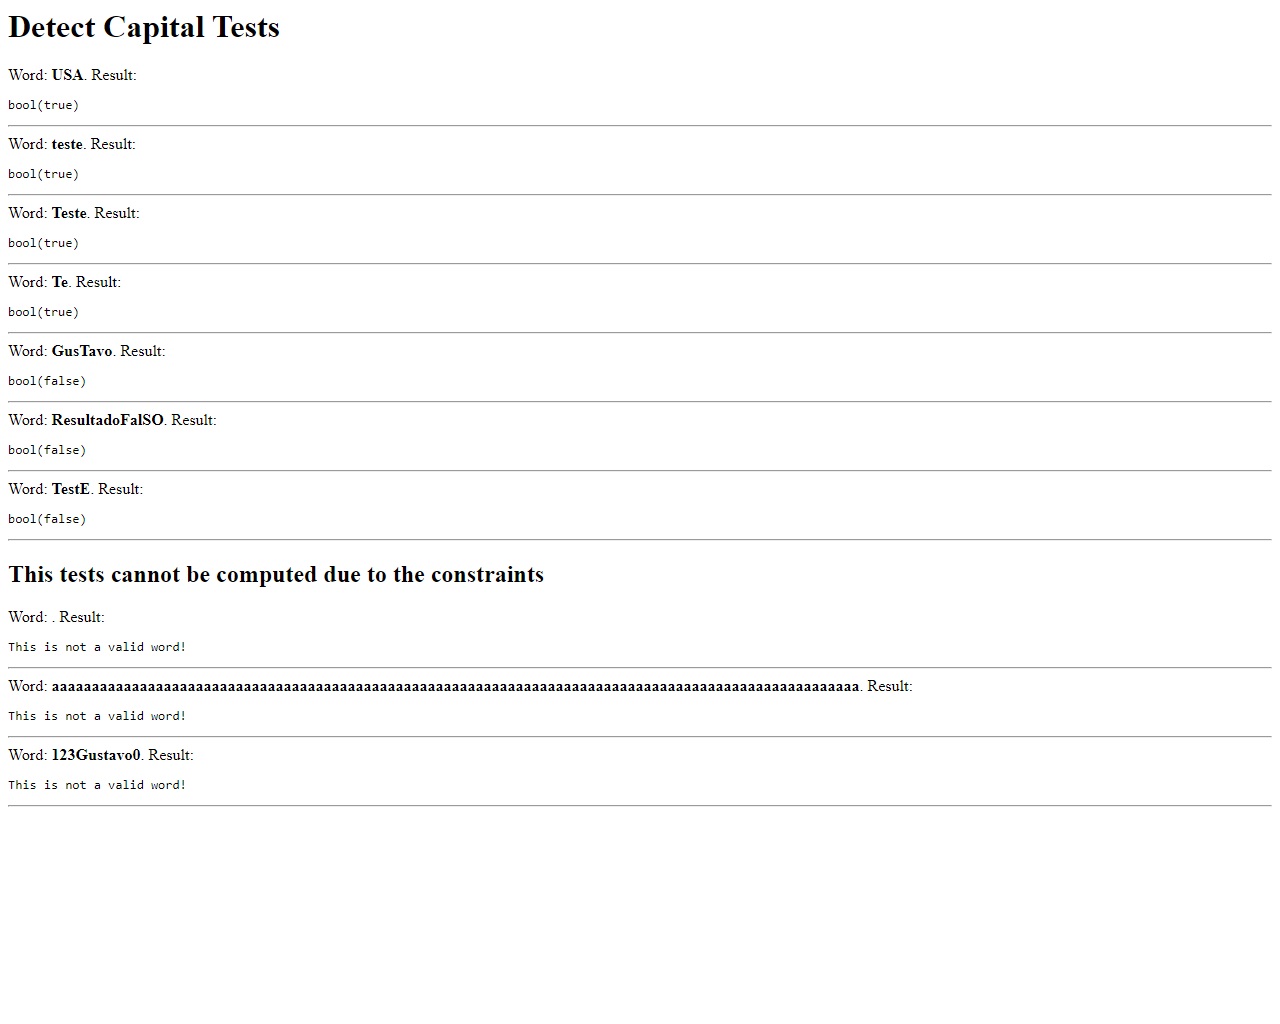 Detect Capital Tests
Word: USA. Result:
bool(true)
Word: teste. Result:
bool(true)
Word: Teste. Result:
bool(true)
Word: Te. Result:
bool(true)
Word: GusTavo. Result:
bool(false)
Word: ResultadoFalSO. Result:
bool(false)
Word: TestE. Result:
bool(false)
This tests cannot be computed due to the constraints
Word: . Result:
This is not a valid word!
Word: aaaaaaaaaaaaaaaaaaaaaaaaaaaaaaaaaaaaaaaaaaaaaaaaaaaaaaaaaaaaaaaaaaaaaaaaaaaaaaaaaaaaaaaaaaaaaaaaaaaaa. Result:
This is not a valid word!
Word: 123Gustavo0. Result:
This is not a valid word!